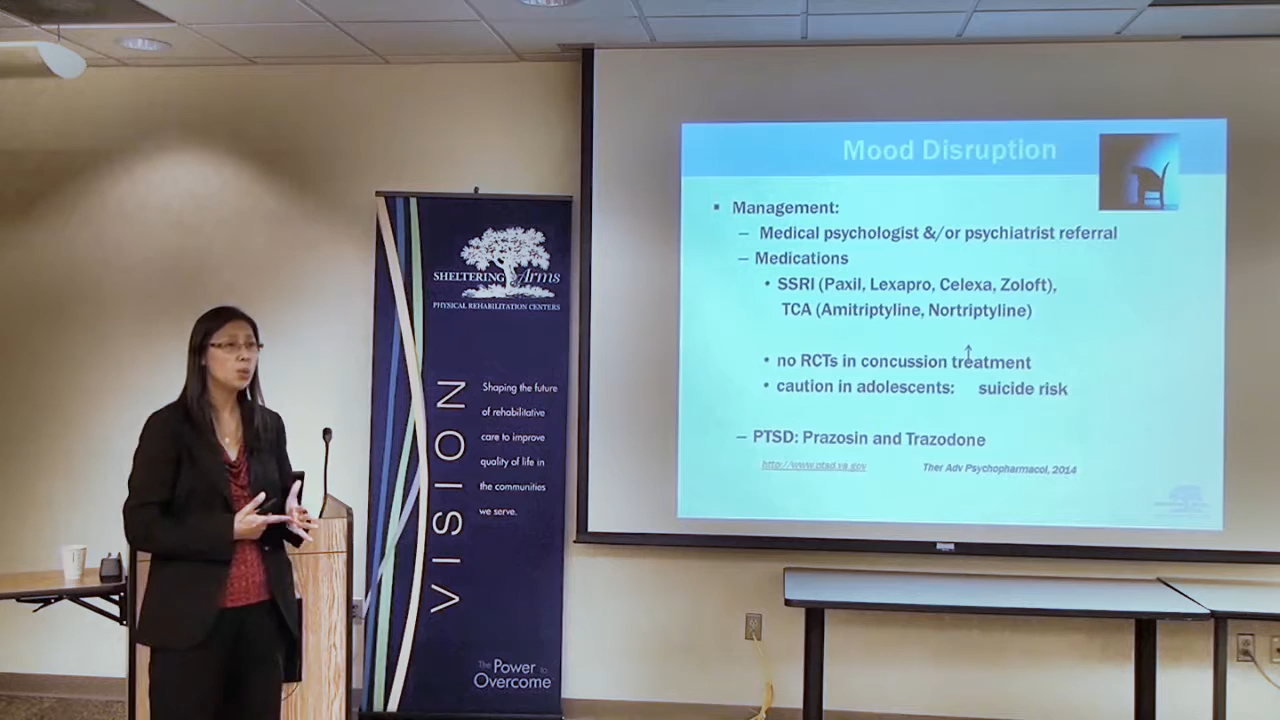 SHELTERING Arms
PHYSICAL REHABILITATION CENTERS
VISION
Shaping the future
of rehabilitative
care to improve
quality of life in
the communities
we serve.
The Power to
Overcome
Mood Disruption
▪ Management:
– Medical psychologist &/or psychiatrist referral
– Medications
• SSRI (Paxil, Lexapro, Celexa, Zoloft),
TCA (Amitriptyline, Nortriptyline)
• no RCTs in concussion treatment
↑
• caution in adolescents: suicide risk
– PTSD: Prazosin and Trazodone
http://www.ptsd.va.gov Ther Adv Psychopharmacol, 2014